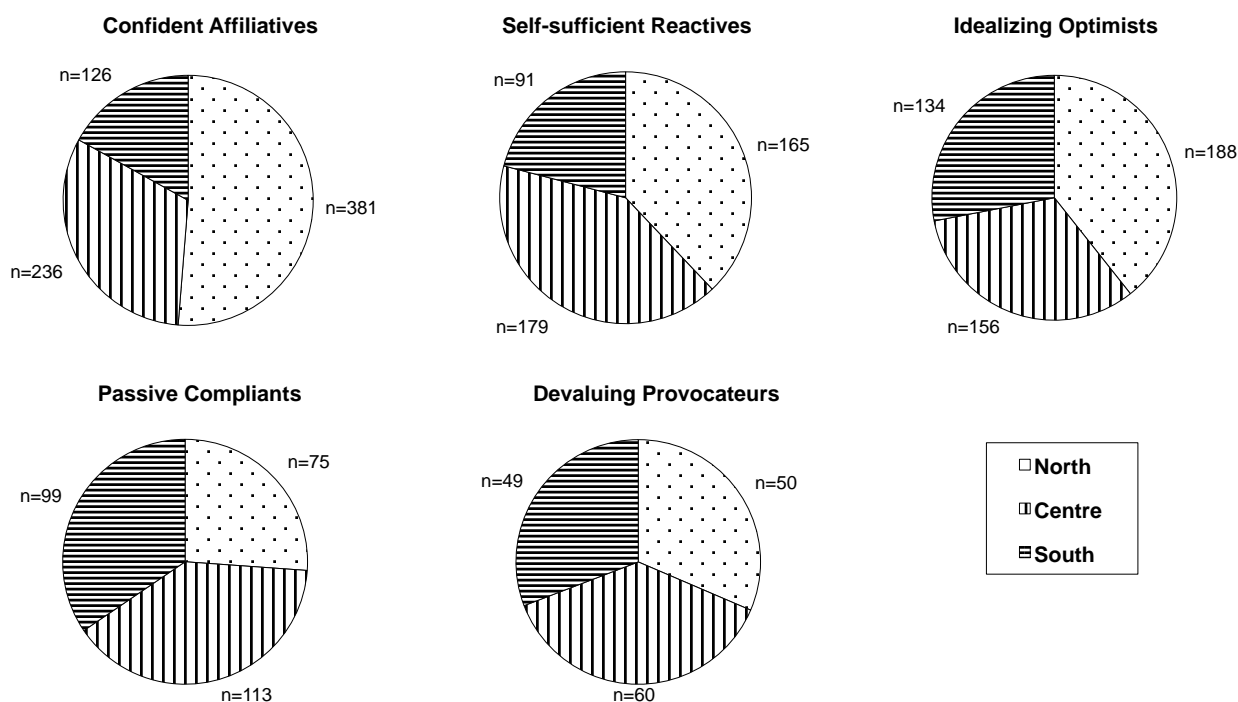 Confident Affiliatives
n=126
n=381
n=236
Self-sufficient Reactives
n=91
n=165
n=179
Idealizing Optimists
n=134
n=188
n=156
Passive Compliants
n=75
n=99
n=113
Devaluing Provocateurs
n=49
n=50
n=60
North
Centre
South